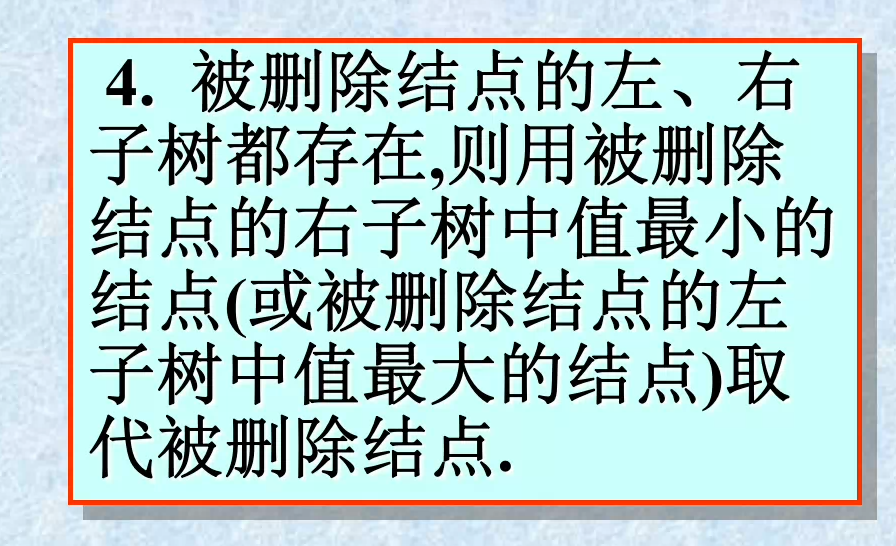 4. 被删除结点的左、右
子树都存在,则用被删除
结点的右子树中值最小的
结点(或被删除结点的左
子树中值最大的结点)取
代被删除结点.